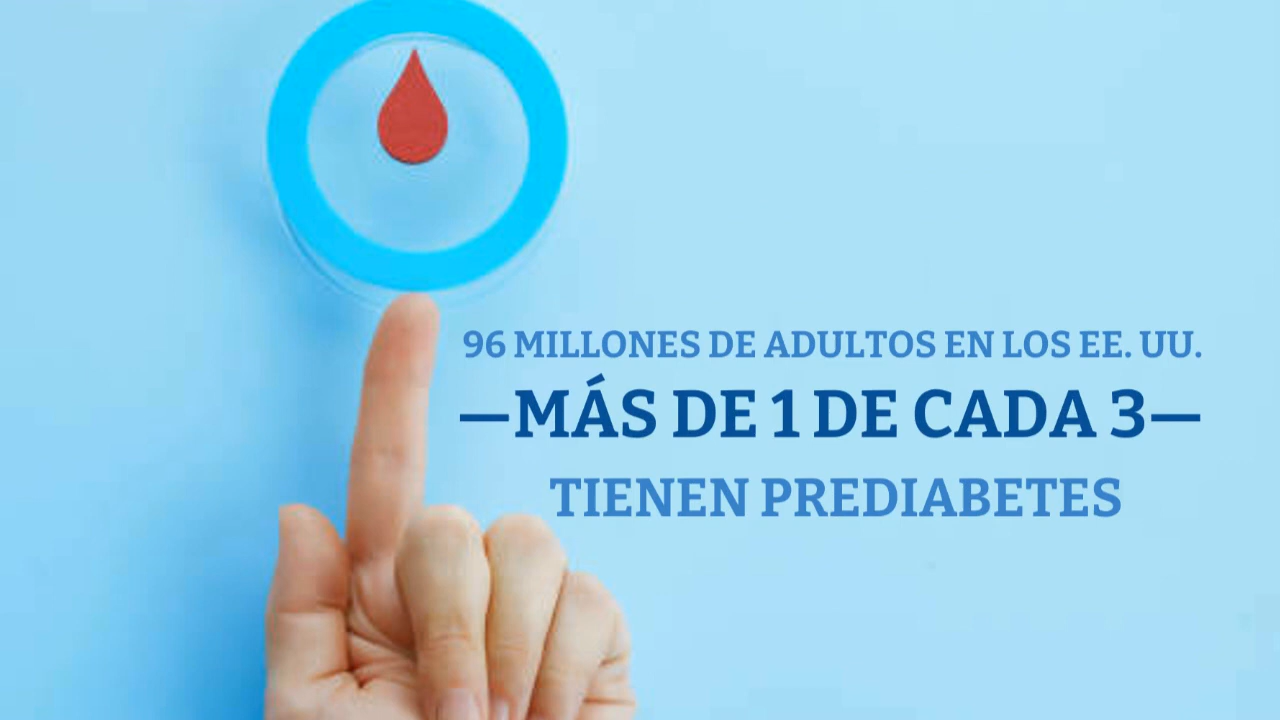 96 MILLONES DE ADULTOS EN LOS EE. UU.
—MÁS DE 1 DE CADA 3—
TIENEN PREDIABETES